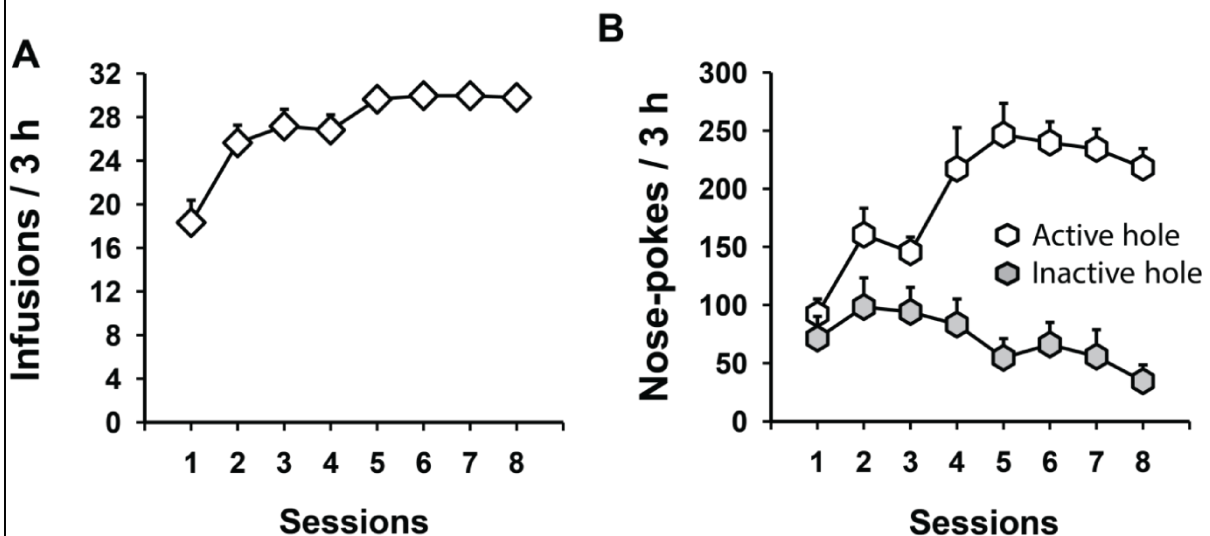 A
Infusions / 3 h
32
28
24
20
16
12
8
4
0
1 2 3 4 5 6 7 8
Sessions
B
Nose-pokes / 3 h
300
250
200
150
100
50
0
Active hole
Inactive hole
1 2 3 4 5 6 7 8
Sessions